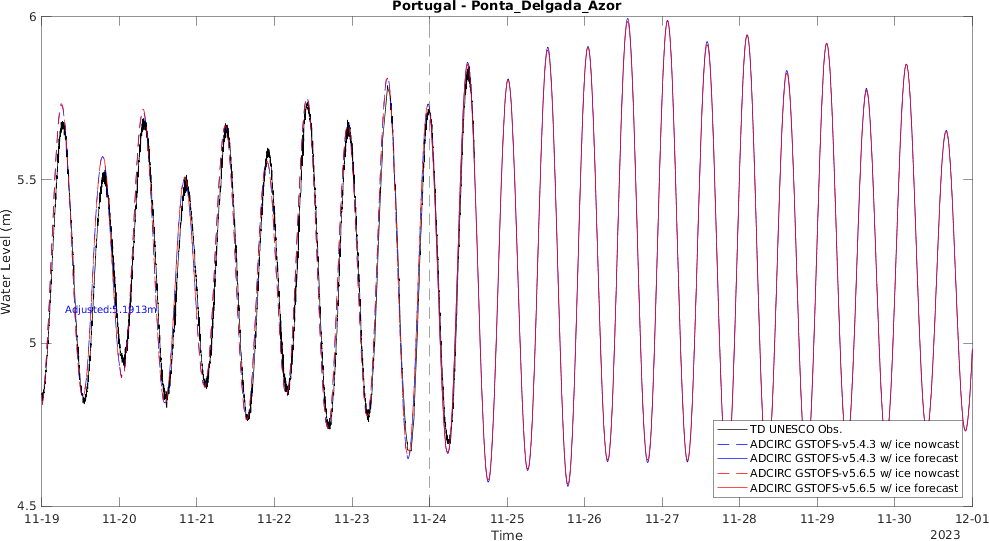 Portugal - Ponta_Delgada_Azor
6
5.5
5
4.5
Water Level (m)
Adjusted:5.1913m
TD UNESCO Obs.
ADCIRC GSTOFS-v5.4.3 w/ ice nowcast
ADCIRC GSTOFS-v5.4.3 w/ ice forecast
ADCIRC GSTOFS-v5.6.5 w/ ice nowcast
ADCIRC GSTOFS-v5.6.5 w/ ice forecast
11-19 11-20 11-21 11-22 11-23 11-24 11-25 11-26 11-27 11-28 11-29 11-30 12-01
Time
2023